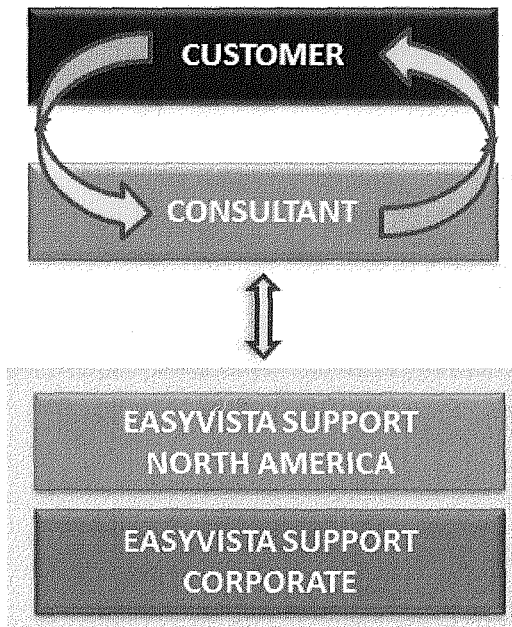 CUSTOMER
CONSULTANT
EASYVISTA SUPPORT
NORTH AMERICA
EASYVISTA SUPPORT
CORPORATE